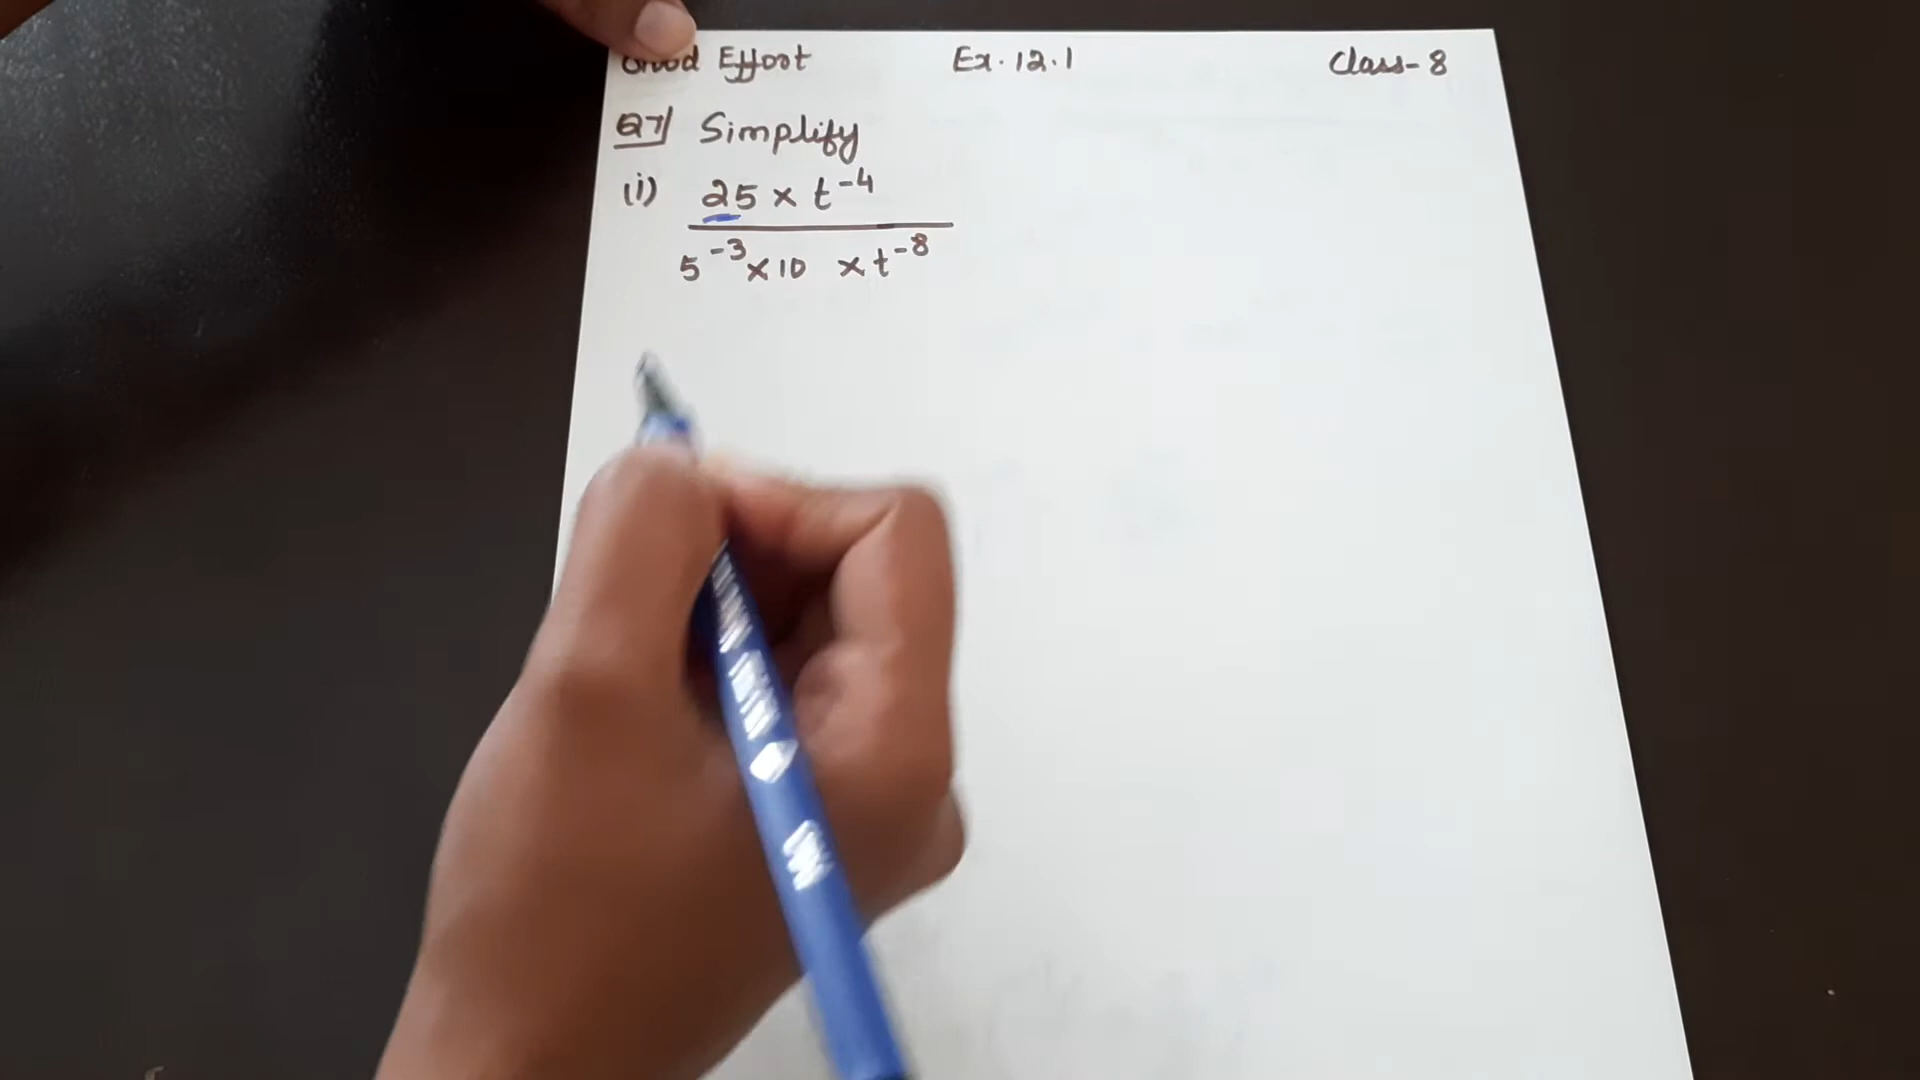 Good Effort Ex. 12.1 Class-8
Q7 Simplify
(i) 25 × t⁻⁴
5⁻³ × 10 × t⁻⁸